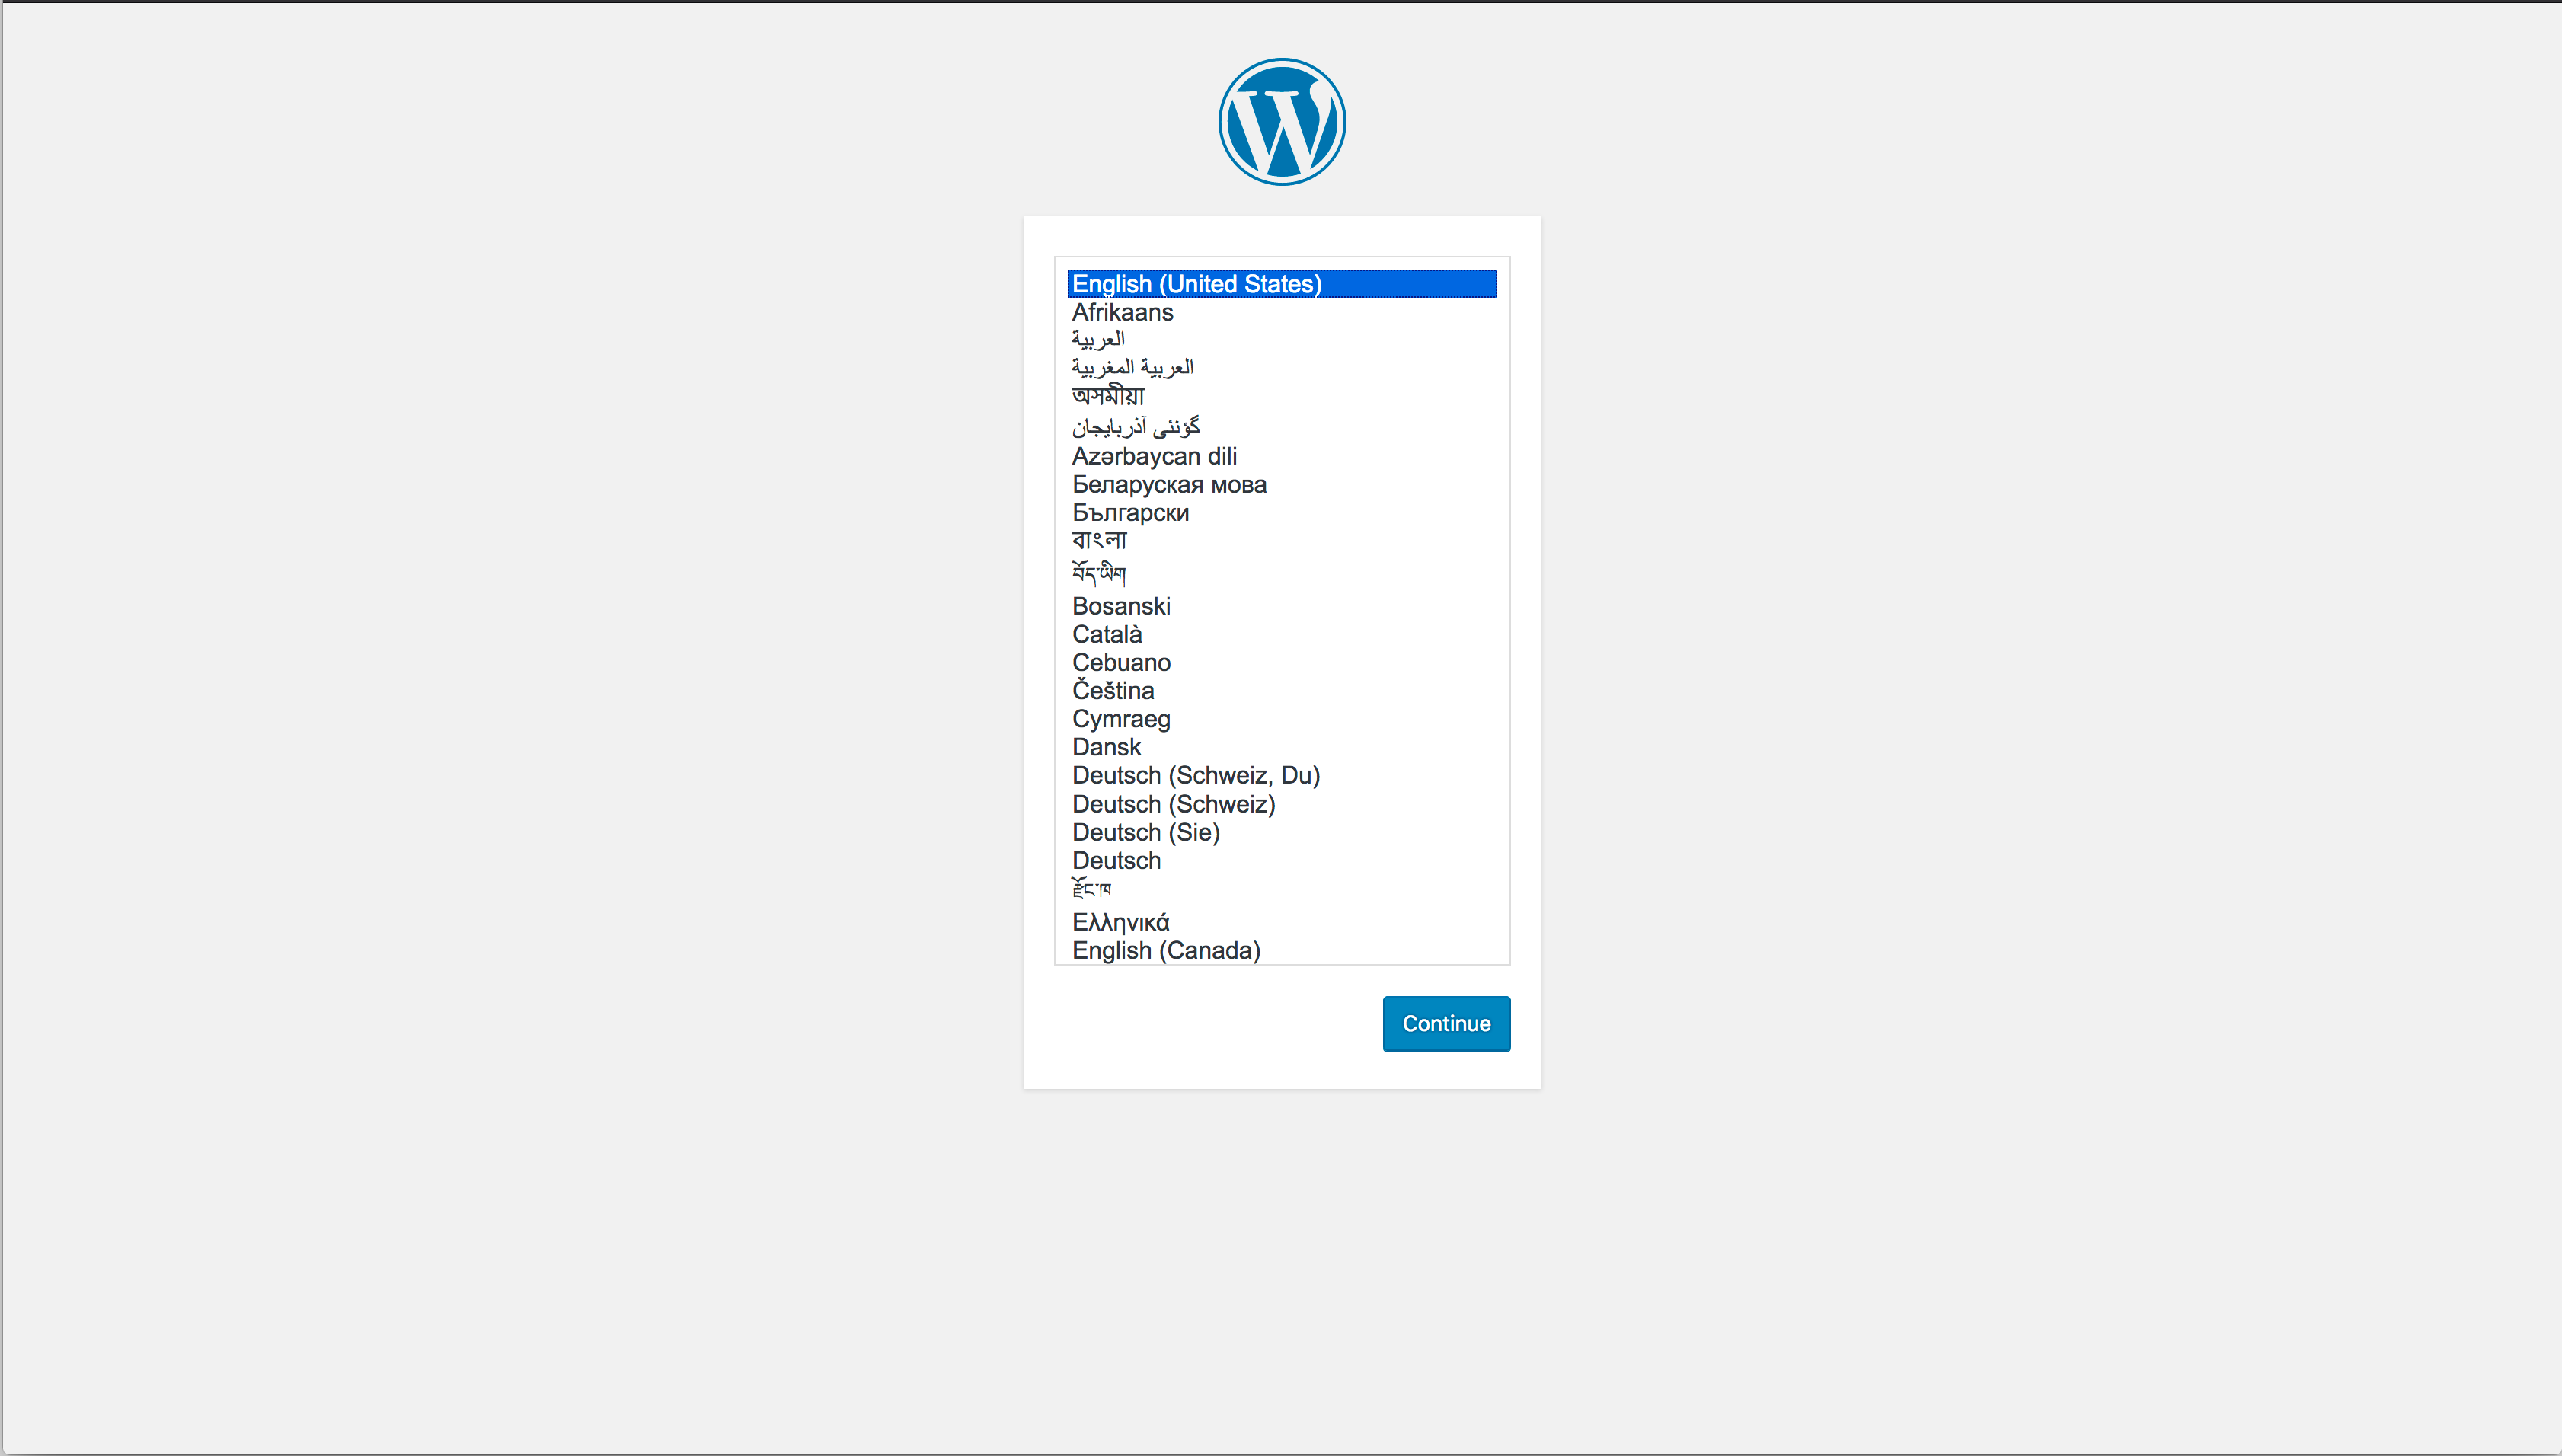 English (United States)
Afrikaans
العربية
العربية المغربية
অসমীয়া
گؤنئی آذربایجان
Azərbaycan dili
Беларуская мова
Български
বাংলা
བོད་ཡིག
Bosanski
Català
Cebuano
Čeština
Cymraeg
Dansk
Deutsch (Schweiz, Du)
Deutsch (Schweiz)
Deutsch (Sie)
Deutsch
རྫོང་ཁ
Ελληνικά
English (Canada)
Continue